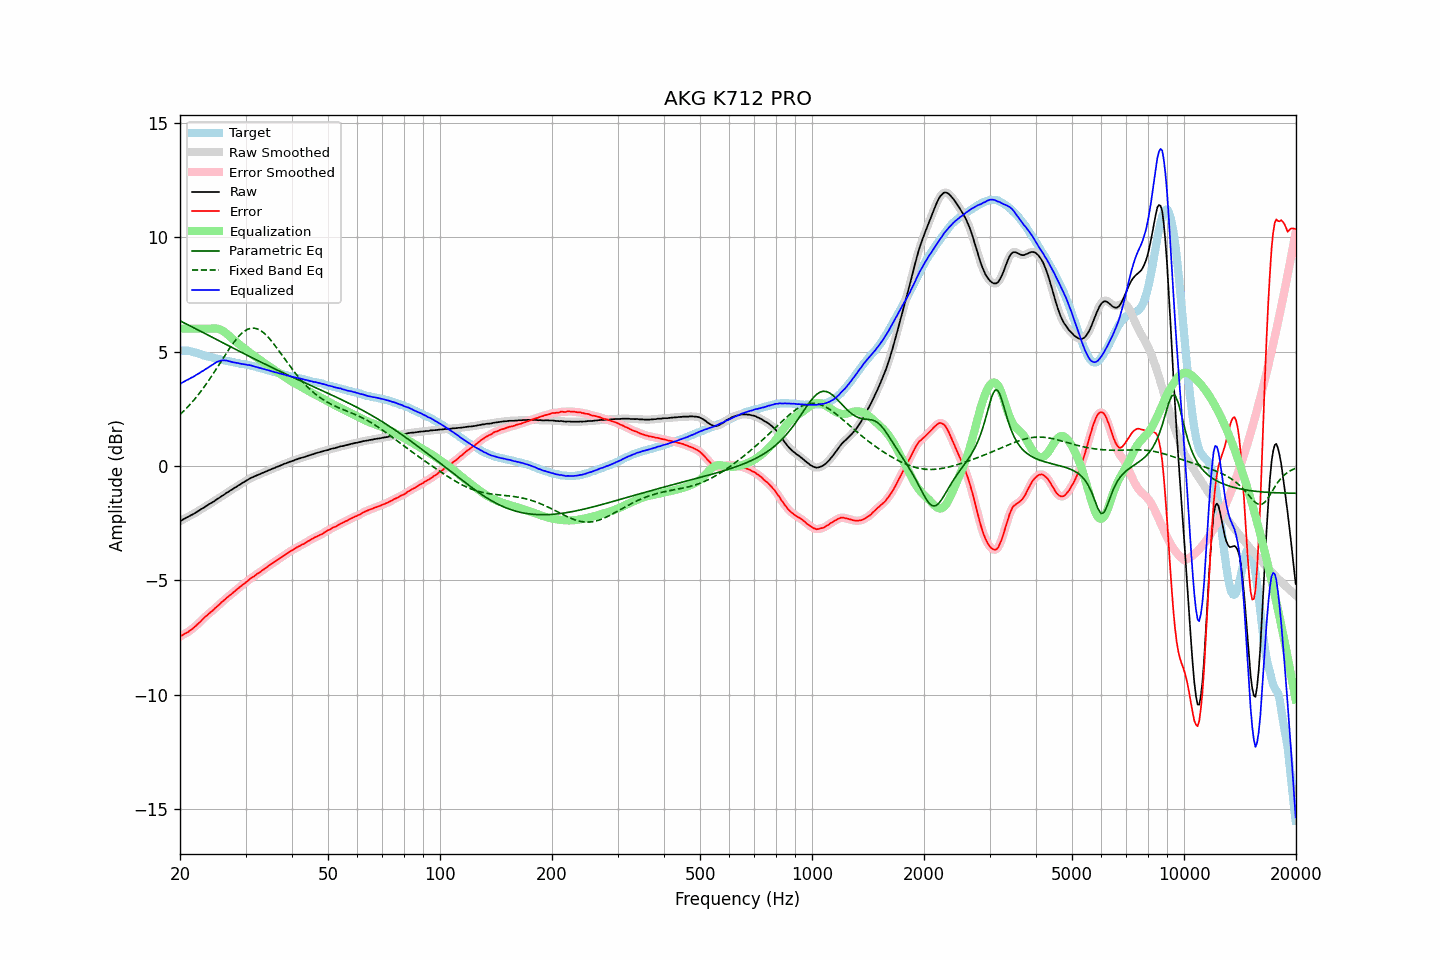 AKG K712 PRO
Target
Raw Smoothed
Error Smoothed
Raw
Error
Equalization
Parametric Eq
Fixed Band Eq
Equalized
15
10
5
0
−5
−10
−15
Amplitude (dBr)
20
50
100
200
500
1000
2000
5000
10000
20000
Frequency (Hz)